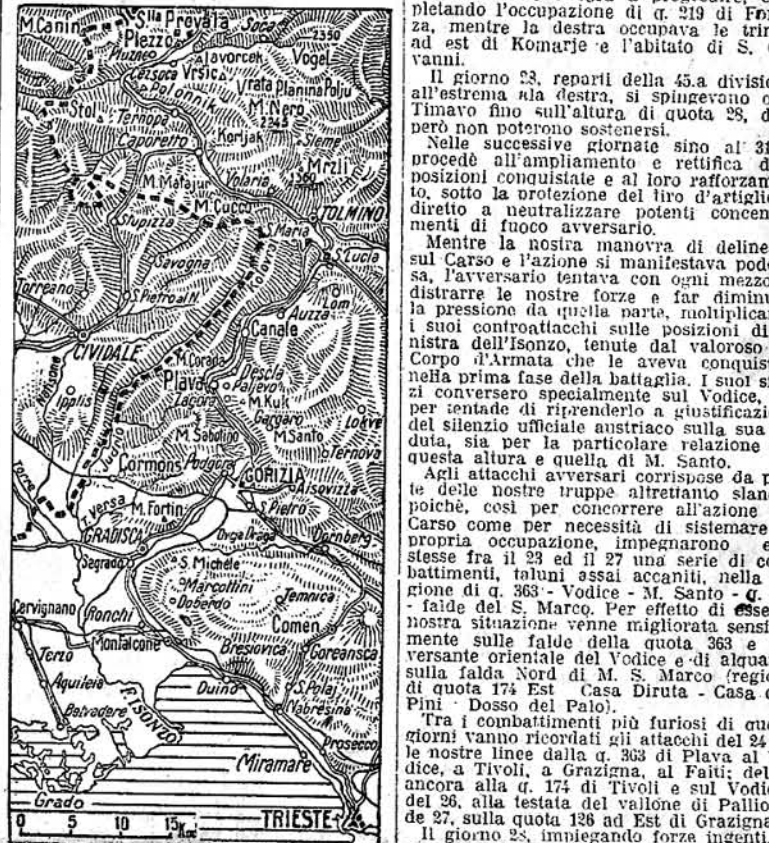 Slla Prevala
M. Canin
Plezzo
Soca
2350
Javorcek
Vogel
Cezsoca
Vrsic
Vrata
Planina Polju
Polonnik
M. Nero
2245
Stol
Ternopa
Korljak
Sleme
Caporetto
Mrzli
1360
M. Matajur
Volaria
M. Cucco
TOLMINO
Stupizza
S. Maria
S. Lucia
Kolovrat
Savogna
Lom
Torreano
S. Pietro al N.
Auzza
Canale
CIVIDALE
M. Corada
Descla
Plava
Paljevo
Natisone
Ipplis
Zagora
M. Kuk
Gargaro
Lokve
Judrio
M. Sabotino
M. Santo
Ternova
Cormons
Podgora
GORIZIA
Torre
Aisovizza
T. Versa
M. Fortin
S. Pietro
GRADISCA
Ovcja Draga
Dornberg
Sagrado
S. Michele
Marcottini
Doberdo
Temnica
Cervignano
Ronchi
Comen
Monfalcone
Bresiovica
Goreansca
Terzo
Duino
S. Polaj
Aquileia
Nabresina
F. ISONZO
Belvedere
Prosecco
Miramare
Grado
TRIESTE
0 5 10 15 Km
pletando l'occupazione di q. 219 di For
za, mentre la destra occupava le trin
ad est di Komarje e l'abitato di S.
vanni.
Il giorno 28, reparti della 45.a divisio
all'estrema ala destra, si spingevano
Timavo fino sull'altura di quota 28, d
però non poterono sostenersi.
Nelle successive giornate sino al 31
procedè all'ampliamento e rettifica d
posizioni conquistate e al loro rafforzam
to, sotto la protezione del tiro d'artiglie
diretto a neutralizzare potenti concen
menti di fuoco avversario.
Mentre la nostra manovra di deline
sul Carso e l'azione si manifestava pode
sa, l'avversario tentava con ogni mezzo
distrarre le nostre forze e far diminu
la pressione da quella parte, moltiplica
i suoi controattacchi sulle posizioni di
nistra dell'Isonzo, tenute dal valoroso
Corpo d'Armata che le aveva conquist
nella prima fase della battaglia. I suoi s
zi conversero specialmente sul Vodice,
per tentade di riprenderlo a giustificazi
del silenzio ufficiale austriaco sulla sua
duta, sia per la particolare relazione
questa altura e quella di M. Santo.
Agli attacchi avversari corrispose da p
te delle nostre truppe altrettanto slan
poichè, così per concorrere all'azione
Carso come per necessità di sistemare
propria occupazione, impegnarono e
stesse fra il 23 ed il 27 una serie di co
battimenti, taluni assai accaniti, nella
gione di q. 363 - Vodice - M. Santo - q.
- falde del S. Marco. Per effetto di esse
nostra situazione venne migliorata sensi
mente sulle falde della quota 363 e
versante orientale del Vodice e di alqua
sulla falda Nord di M. S. Marco (regio
di quota 174 Est Casa Diruta - Casa d
Pini - Dosso del Palo).
Tra i combattimenti più furiosi di que
giorni vanno ricordati gli attacchi del 24
le nostre linee dalla q. 363 di Plava al
dice, a Tivoli, a Grazigna, al Faiti; del
ancora alla q. 174 di Tivoli e sul Vodic
del 26, alla testata del vallone di Pallio
de 27, sulla quota 126 ad Est di Grazigna
Il giorno 28, impiegando forze ingenti,